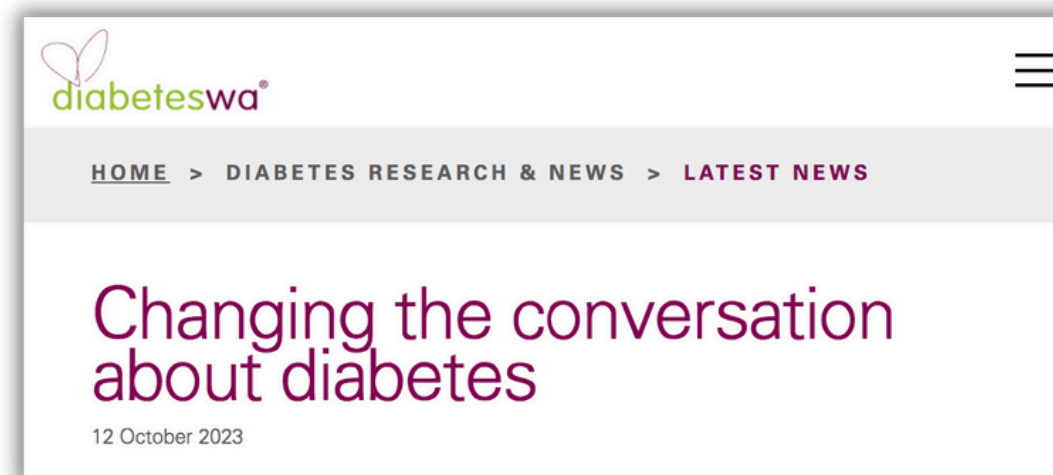 diabeteswa®
HOME > DIABETES RESEARCH & NEWS > LATEST NEWS
Changing the conversation
about diabetes
12 October 2023